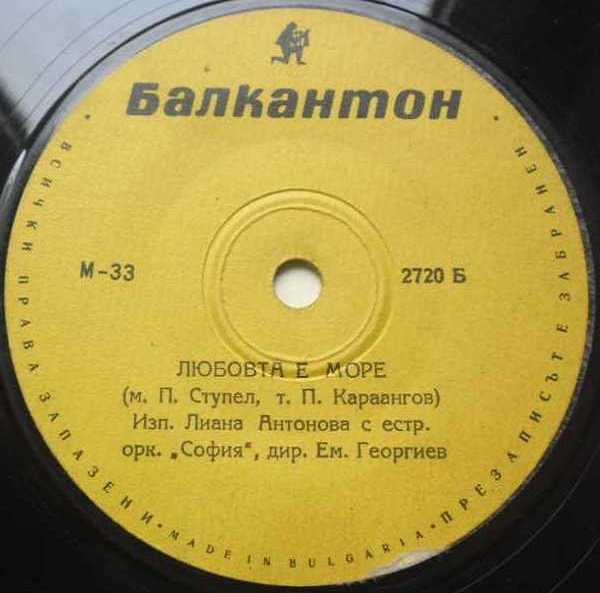 Балкантон
М-33
2720 Б
ЛЮБОВТА Е МОРЕ
(м. П. Ступел, т. П. Караангов)
Изп. Лиана Антонова с естр.
орк. „София“, дир. Ем. Георгиев
• ВСИЧКИ ПРАВА ЗАПАЗЕНИ • MADE IN BULGARIA • ПРЕЗАПИСЪТ Е ЗАБРАНЕН •